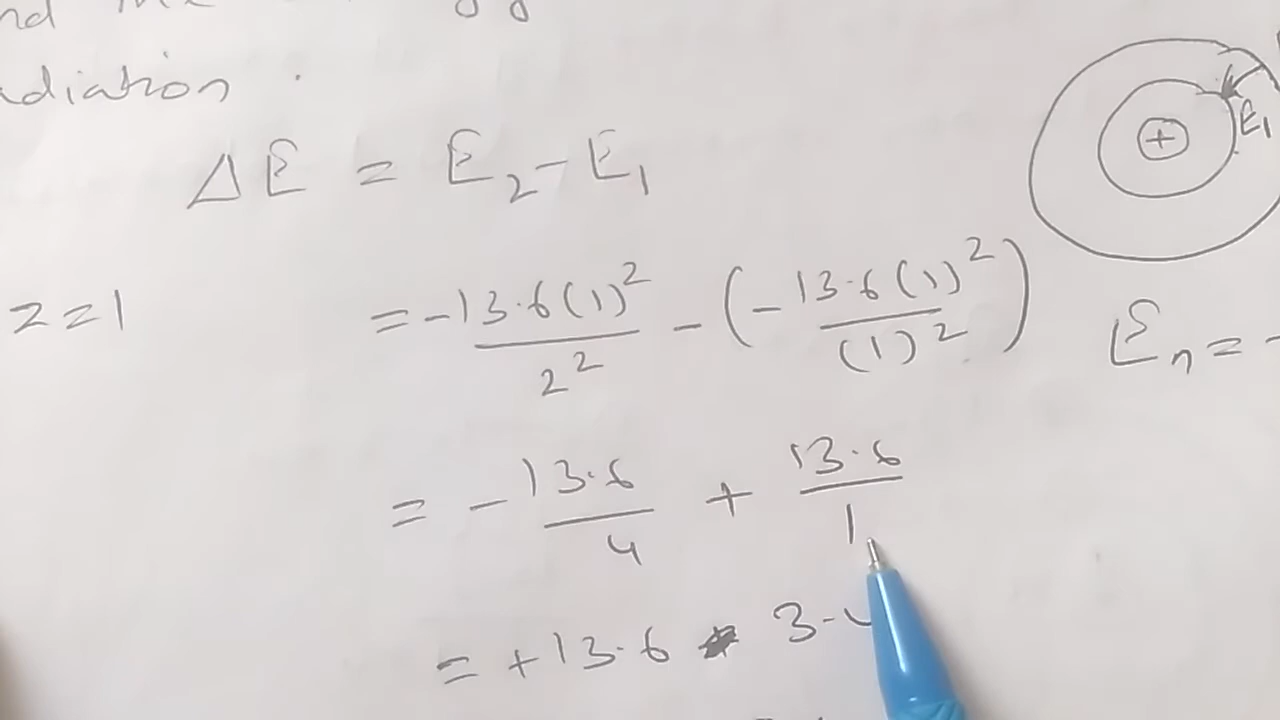 adiation .
ΔE = E₂ - E₁
E₁
+
z = 1
= -13.6(1)² / 2² - (-13.6(1)² / (1)²)
Eₙ = -
= -13.6 / 4 + 13.6 / 1
= +13.6 3.